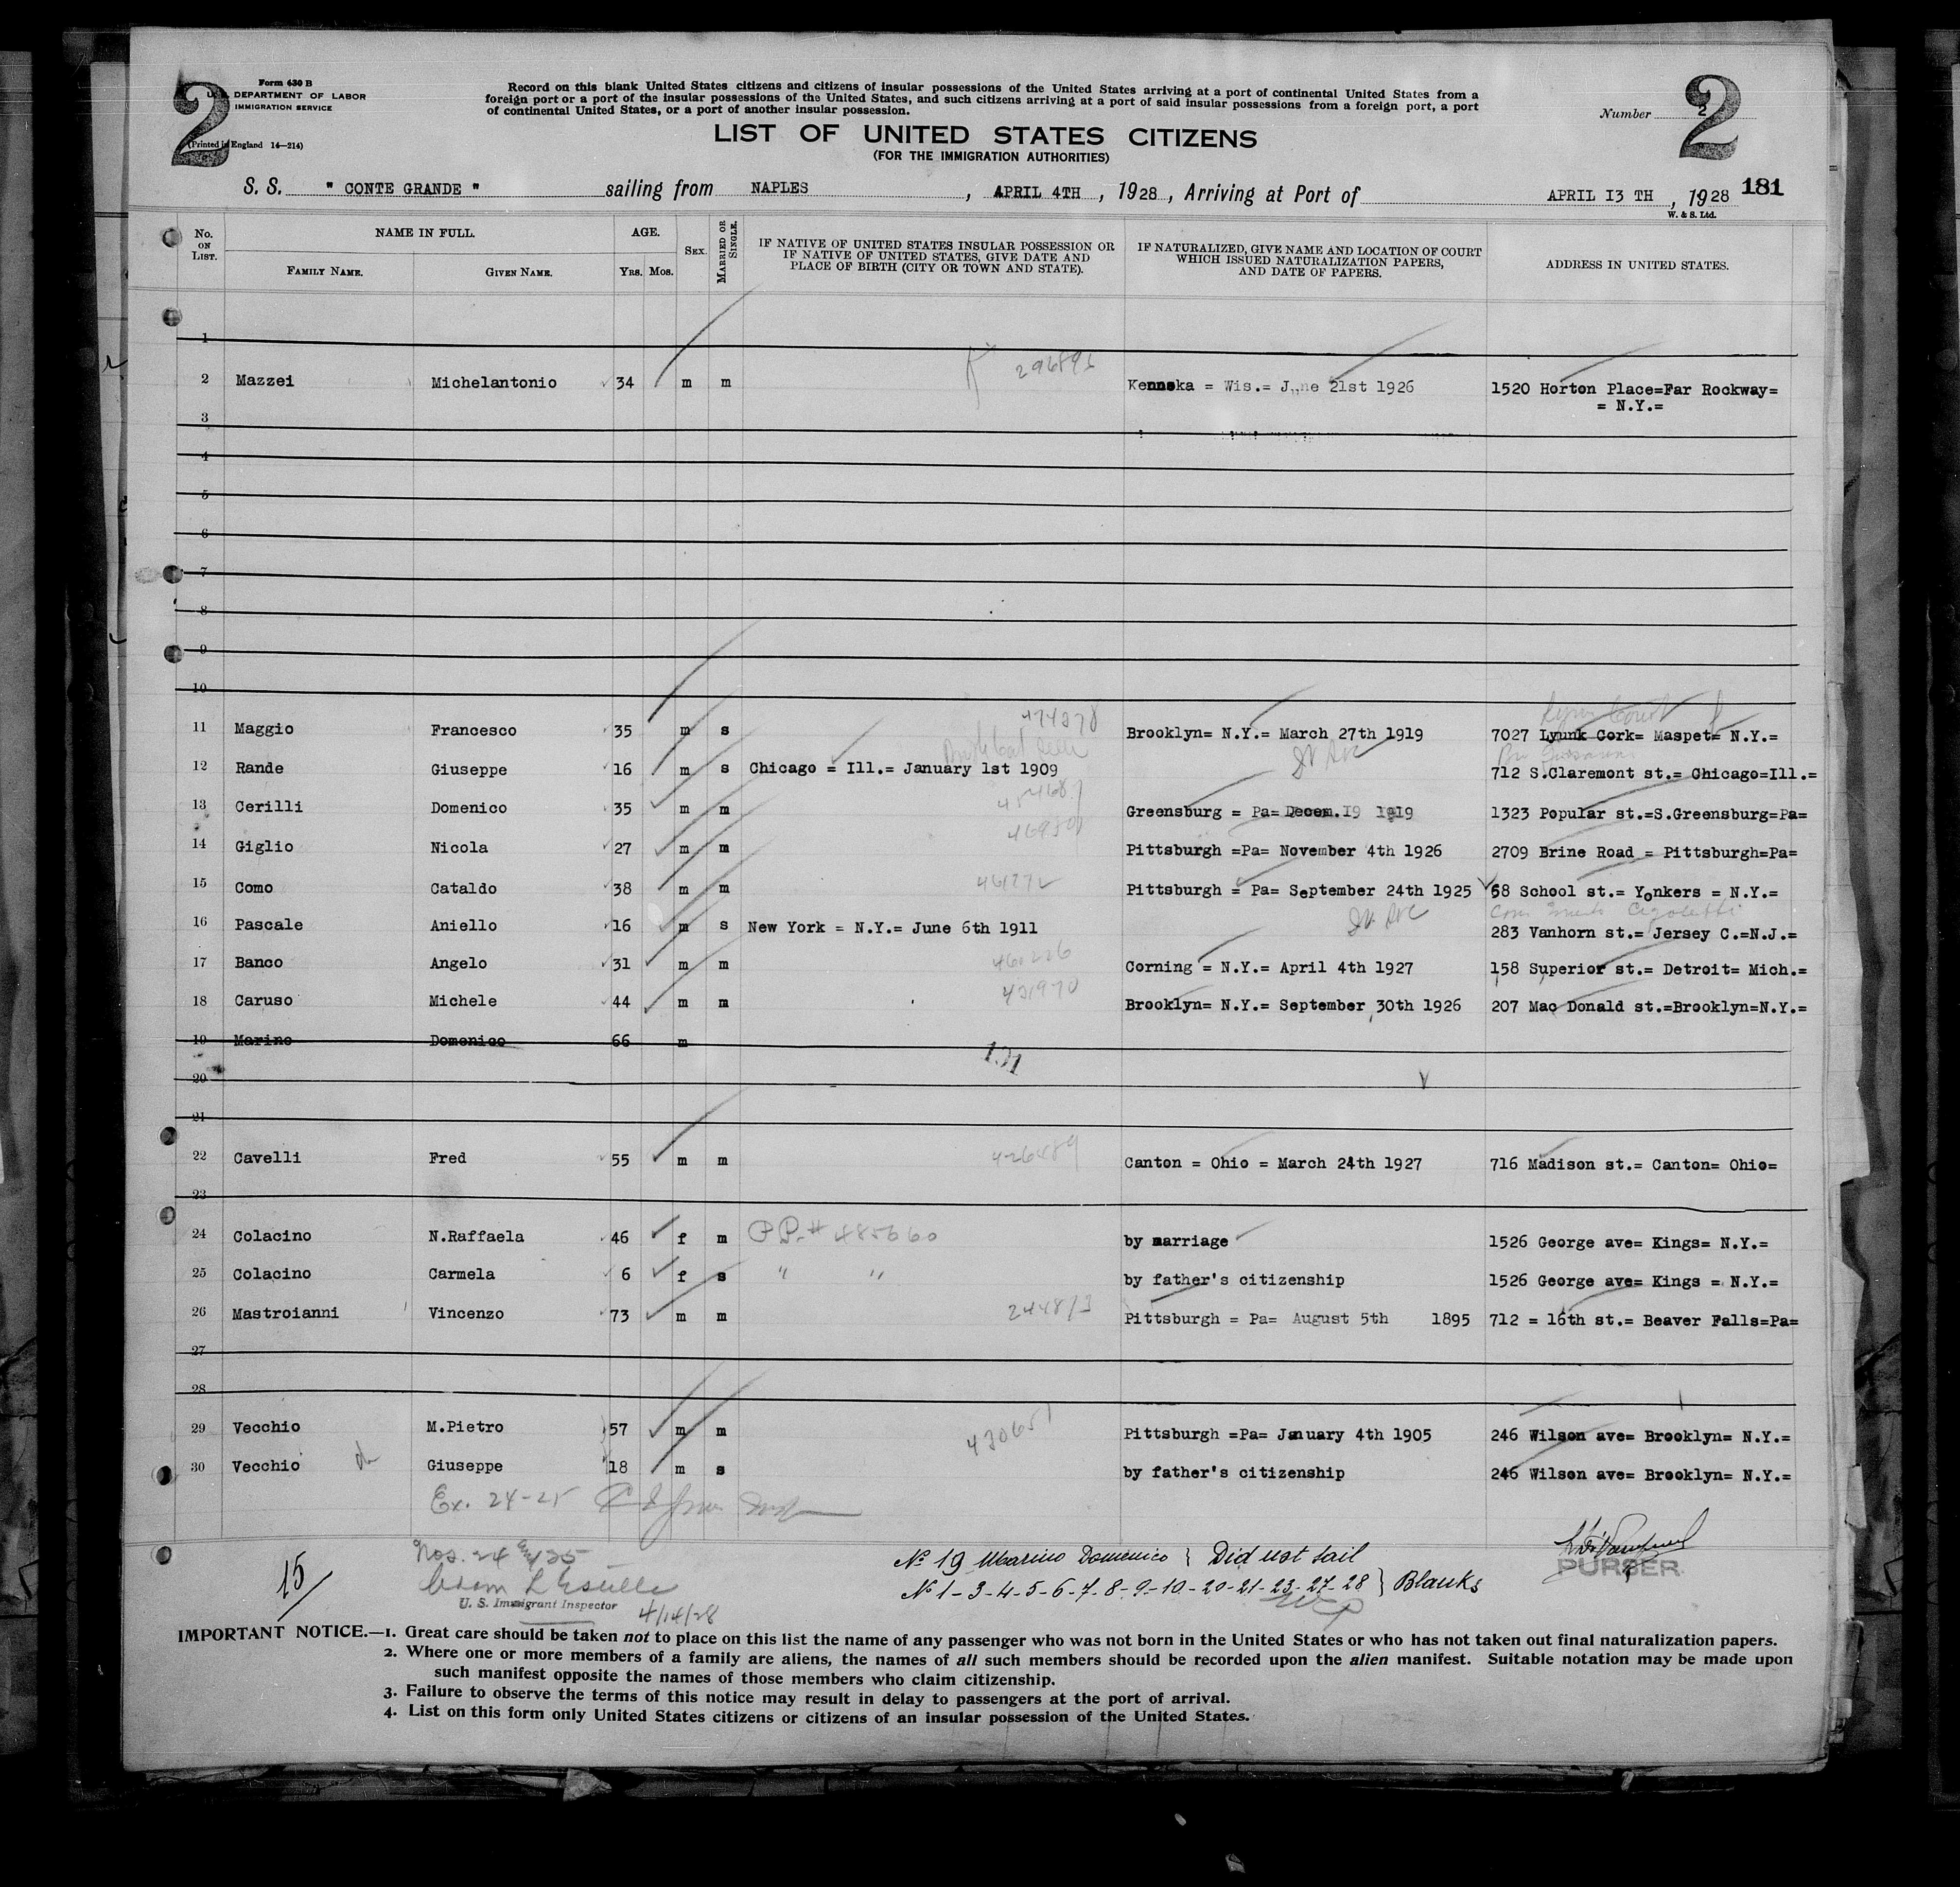 2
Form 630 B
U. S. DEPARTMENT OF LABOR
IMMIGRATION SERVICE
(Printed in England 14—214)
Record on this blank United States citizens and citizens of insular possessions of the United States arriving at a port of continental United States from a
foreign port or a port of the insular possessions of the United States, and such citizens arriving at a port of said insular possessions from a foreign port, a port
of continental United States, or a port of another insular possession.
Number 2
2
LIST OF UNITED STATES CITIZENS
(FOR THE IMMIGRATION AUTHORITIES)
S. S. " CONTE GRANDE " sailing from NAPLES, APRIL 4TH, 1928, Arriving at Port of APRIL 13 TH, 1928 181
W. & S. Ltd.
No. ON LIST. NAME IN FULL. FAMILY NAME. GIVEN NAME. AGE. YRS. MOS. SEX. MARRIED OR SINGLE. IF NATIVE OF UNITED STATES INSULAR POSSESSION OR IF NATIVE OF UNITED STATES, GIVE DATE AND PLACE OF BIRTH (CITY OR TOWN AND STATE). IF NATURALIZED, GIVE NAME AND LOCATION OF COURT WHICH ISSUED NATURALIZATION PAPERS, AND DATE OF PAPERS. ADDRESS IN UNITED STATES.
1
2 Mazzei Michelantonio 34 m m Kennoka = Wis.= June 21st 1926 1520 Horton Place=Far Rockway=
= N.Y.=
3
4
5
6
7
8
9
10
11 Maggio Francesco 35 m s 474278 Brooklyn= N.Y.= March 27th 1919 7027 Lyunk Cork= Maspet= N.Y.=
12 Rande Giuseppe 16 m s Chicago = Ill.= January 1st 1909 712 S.Claremont st.= Chicago=Ill.=
13 Cerilli Domenico 35 m m Greensburg = Pa= Decem.19 1919 1323 Popular st.=S.Greensburg=Pa=
14 Giglio Nicola 27 m m Pittsburgh =Pa= November 4th 1926 2709 Brine Road = Pittsburgh=Pa=
15 Como Cataldo 38 m m Pittsburgh = Pa= September 24th 1925 68 School st.= Yonkers = N.Y.=
16 Pascale Aniello 16 m s New York = N.Y.= June 6th 1911 283 Vanhorn st.= Jersey C.=N.J.=
17 Banco Angelo 31 m m Corning = N.Y.= April 4th 1927 158 Superior st.= Detroit= Mich.=
18 Caruso Michele 44 m m 421970 Brooklyn= N.Y.= September 30th 1926 207 Mac Donald st.=Brooklyn=N.Y.=
19 Marino Domenico 66 m
20
21
22 Cavelli Fred 55 m m 426489 Canton = Ohio = March 24th 1927 716 Madison st.= Canton= Ohio=
23
24 Colacino N.Raffaela 46 f m P.P.# 485660 by marriage 1526 George ave= Kings= N.Y.=
25 Colacino Carmela 6 f s " " by father's citizenship 1526 George ave= Kings = N.Y.=
26 Mastroianni Vincenzo 73 m m Pittsburgh = Pa= August 5th 1895 712 = 16th st.= Beaver Falls=Pa=
27
28
29 Vecchio M.Pietro 57 m m 430651 Pittsburgh =Pa= January 4th 1905 246 Wilson ave= Brooklyn= N.Y.=
30 Vecchio Giuseppe 18 m s by father's citizenship 246 Wilson ave= Brooklyn= N.Y.=
Ex. 24-25
15/
Nos. 24 & 25
U. S. Immigrant Inspector
4/14/28
No 19 Marino Domenico } Did not sail
No 1-3-4-5-6-7-8-9-10-20-21-23-27-28 } Blanks
PURSER
IMPORTANT NOTICE.—1. Great care should be taken not to place on this list the name of any passenger who was not born in the United States or who has not taken out final naturalization papers.
2. Where one or more members of a family are aliens, the names of all such members should be recorded upon the alien manifest. Suitable notation may be made upon
such manifest opposite the names of those members who claim citizenship.
3. Failure to observe the terms of this notice may result in delay to passengers at the port of arrival.
4. List on this form only United States citizens or citizens of an insular possession of the United States.